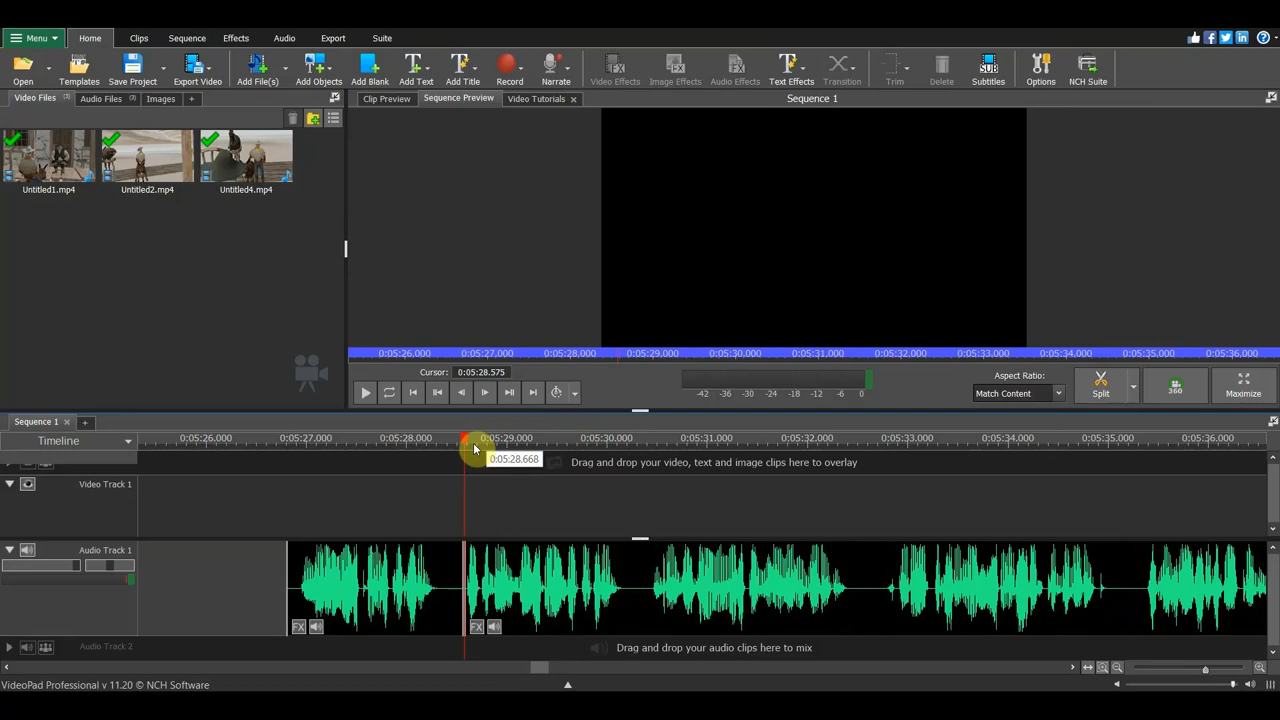 Menu Home Clips Sequence Effects Audio Export Suite
Open Templates Save Project Export Video Add File(s) Add Objects Add Blank Add Text Add Title Record Narrate Video Effects Image Effects Audio Effects Text Effects Transition Trim Delete Subtitles Options NCH Suite
Video Files (3) Audio Files (3) Images + Clip Preview Sequence Preview Video Tutorials Sequence 1
Untitled1.mp4 Untitled2.mp4 Untitled4.mp4
0:05:26,000 0:05:27,000 0:05:28,000 0:05:29,000 0:05:30,000 0:05:31,000 0:05:32,000 0:05:33,000 0:05:34,000 0:05:35,000 0:05:36,000
Cursor: 0:05:28.575
Aspect Ratio:
Match Content
-42 -36 -30 -24 -18 -12 -6 0
Split 360 Maximize
Sequence 1 +
Timeline 0:05:26,000 0:05:27,000 0:05:28,000 0:05:29,000 0:05:30,000 0:05:31,000 0:05:32,000 0:05:33,000 0:05:34,000 0:05:35,000 0:05:36,000
0:05:28.668 Drag and drop your video, text and image clips here to overlay
Video Track 1
Audio Track 1
FX FX
Audio Track 2 Drag and drop your audio clips here to mix
VideoPad Professional v 11.20 © NCH Software